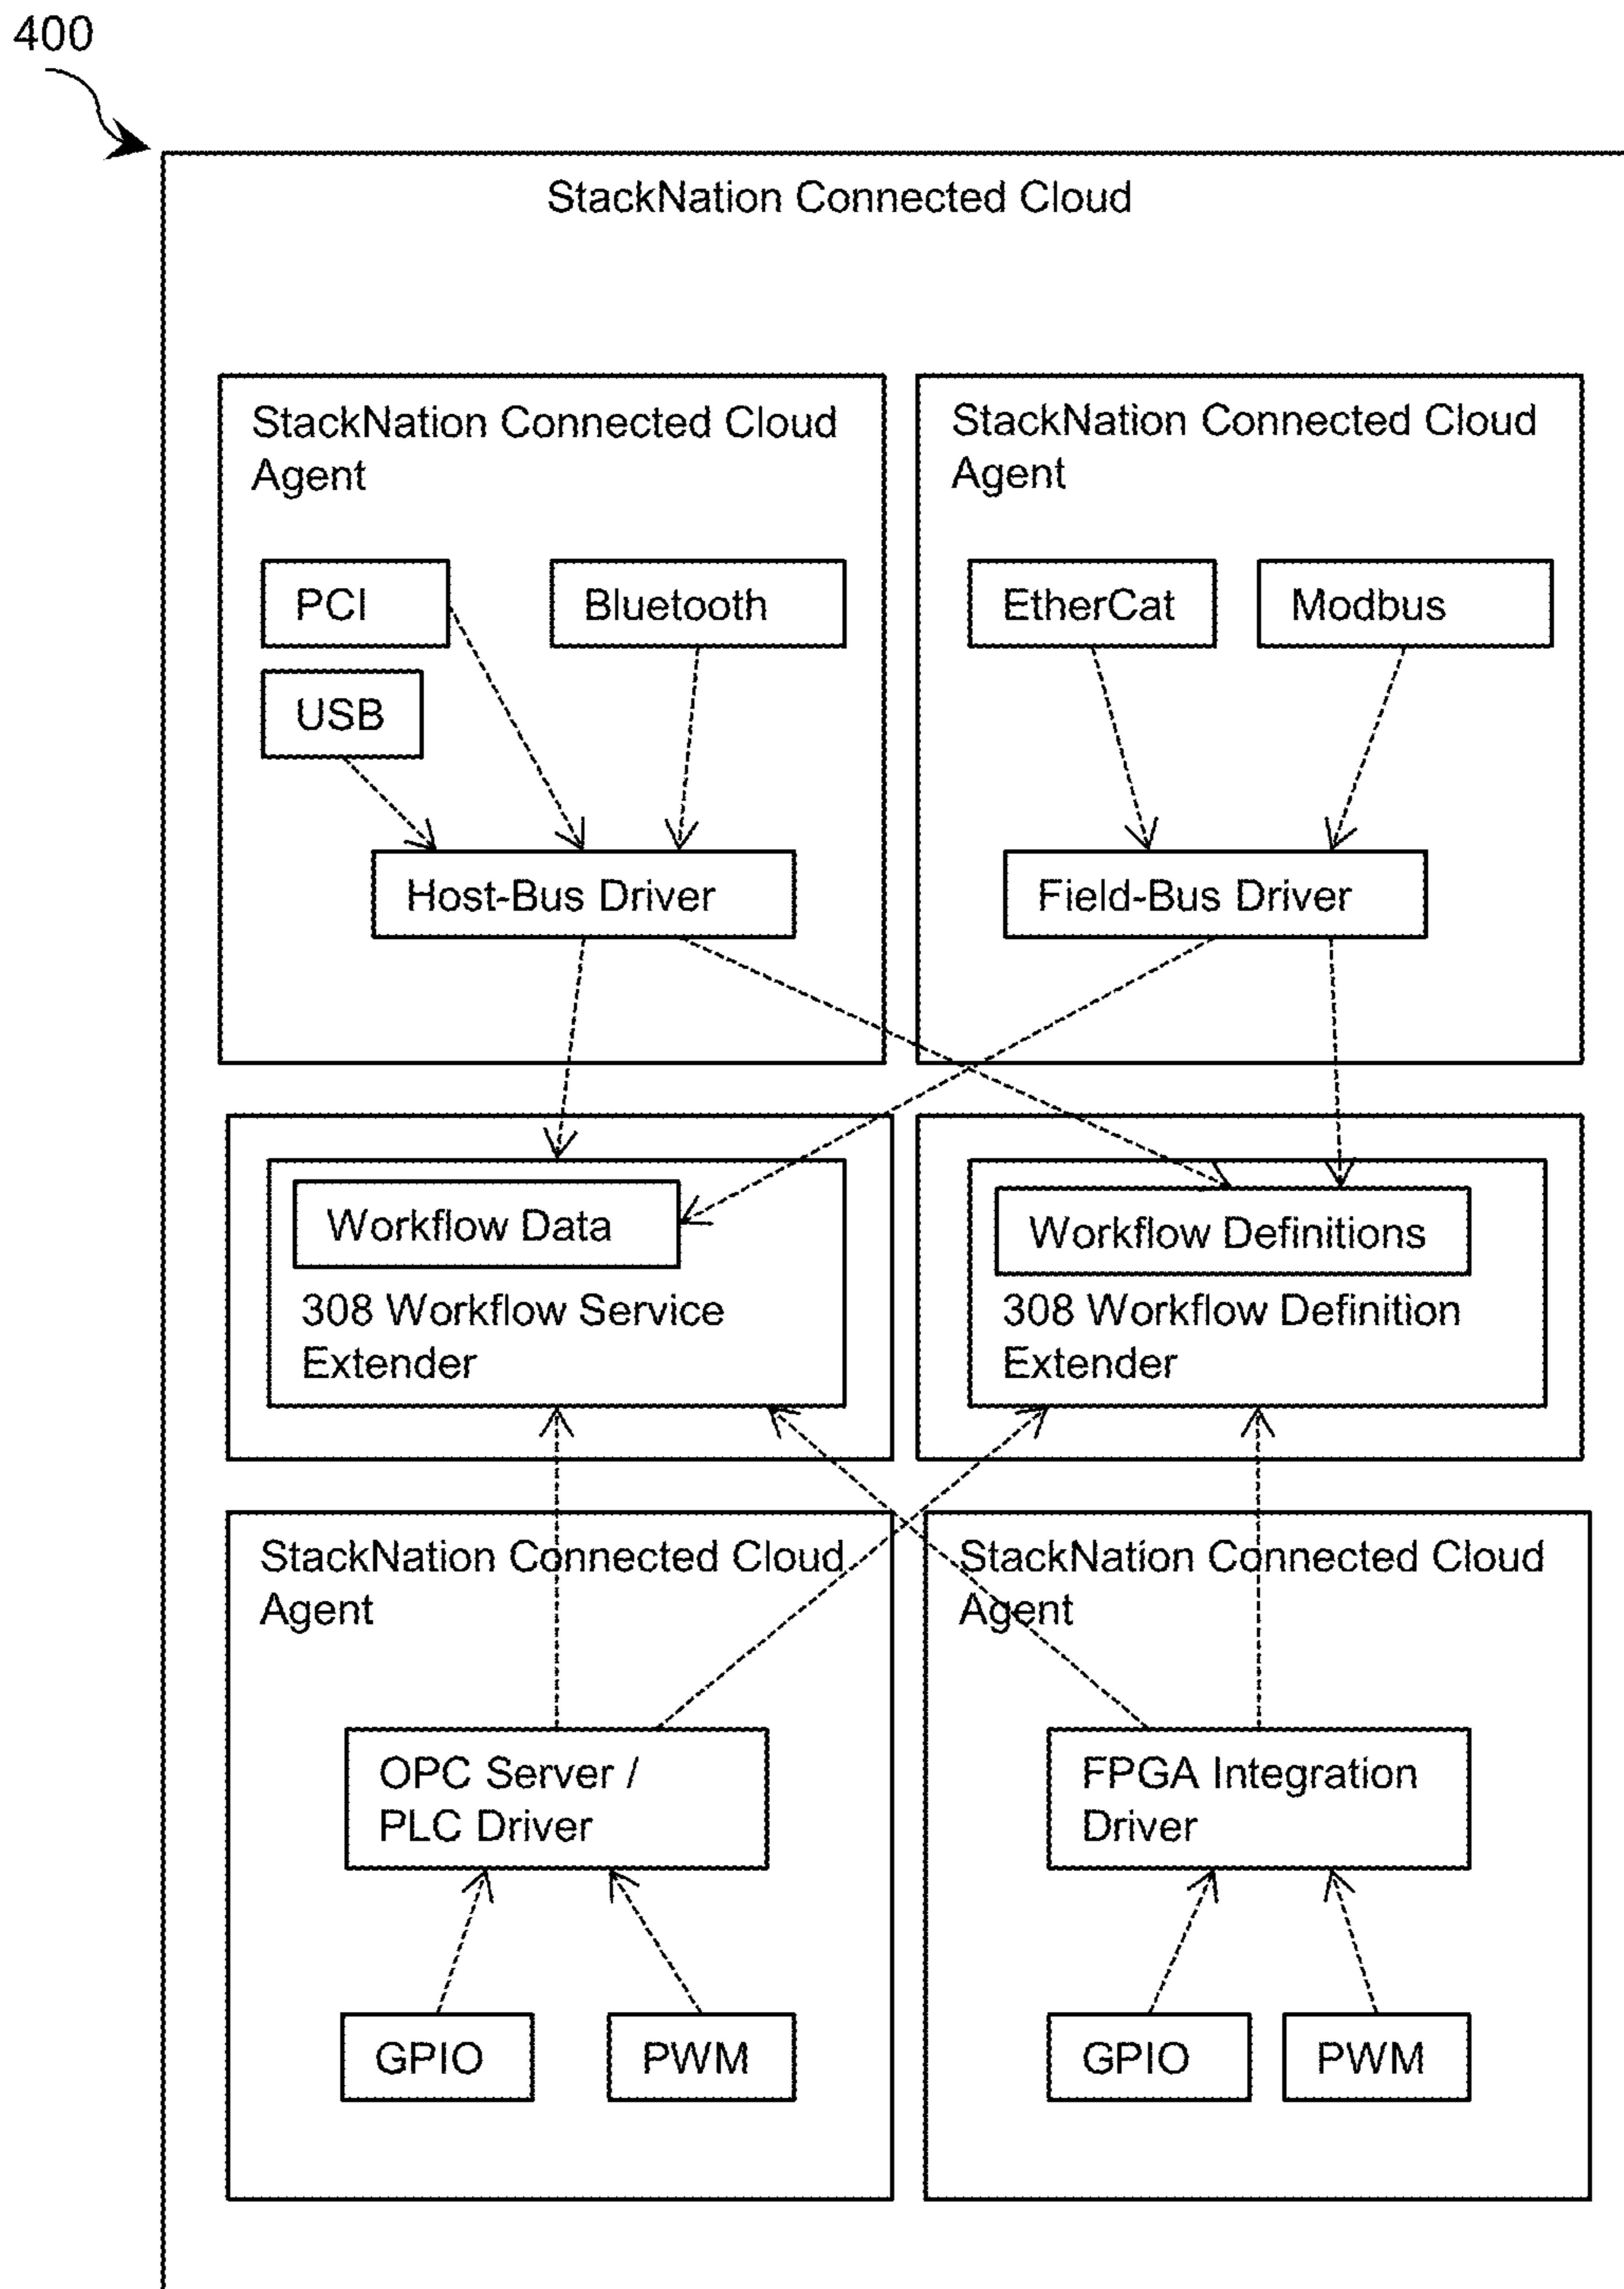 400
StackNation Connected Cloud
StackNation Connected Cloud
Agent
PCI
Bluetooth
USB
Host-Bus Driver
StackNation Connected Cloud
Agent
EtherCat
Modbus
Field-Bus Driver
Workflow Data
308 Workflow Service
Extender
Workflow Definitions
308 Workflow Definition
Extender
StackNation Connected Cloud
Agent
OPC Server /
PLC Driver
GPIO
PWM
StackNation Connected Cloud
Agent
FPGA Integration
Driver
GPIO
PWM